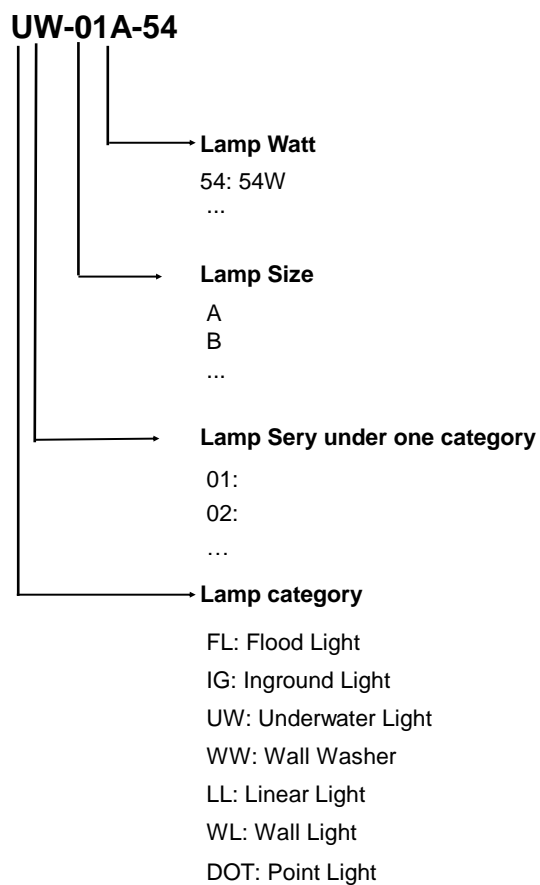 UW-01A-54
Lamp Watt
54: 54W
...
Lamp Size
A
B
...
Lamp Sery under one category
01:
02:
…
Lamp category
FL: Flood Light
IG: Inground Light
UW: Underwater Light
WW: Wall Washer
LL: Linear Light
WL: Wall Light
DOT: Point Light